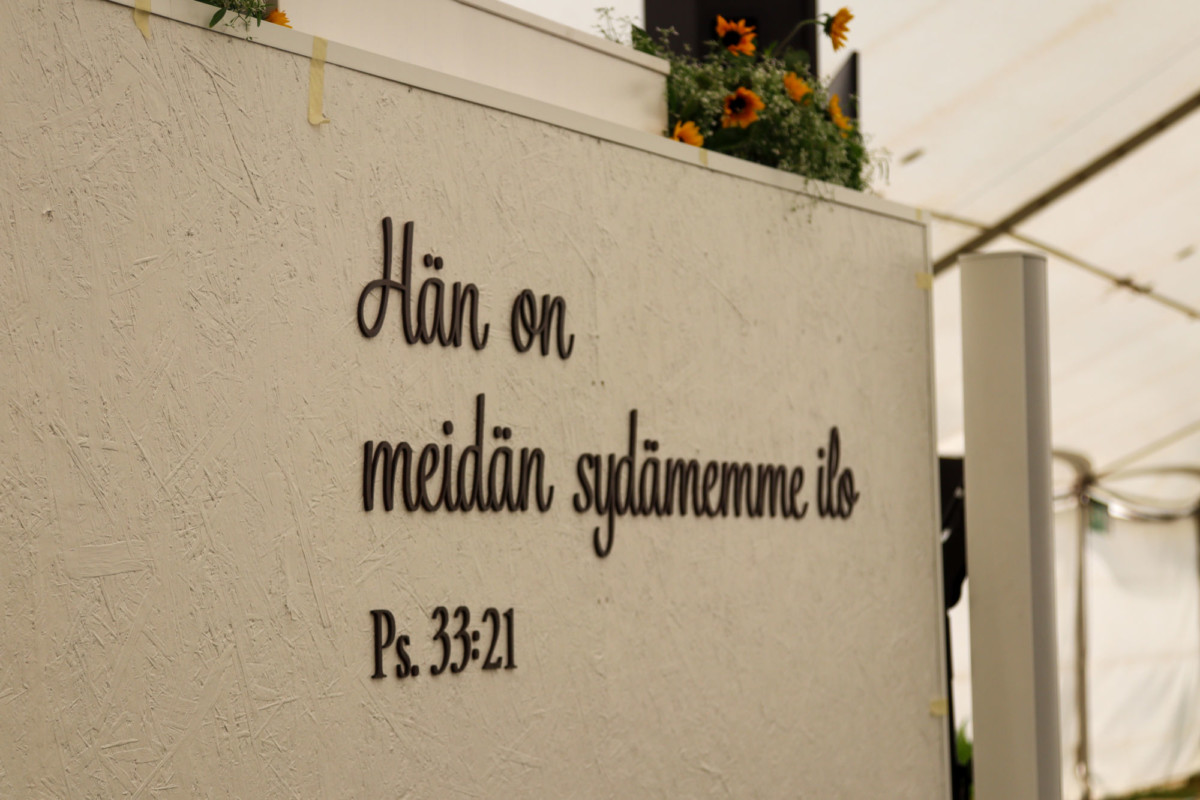 Hän on
meidän sydämemme ilo
Ps. 33:21